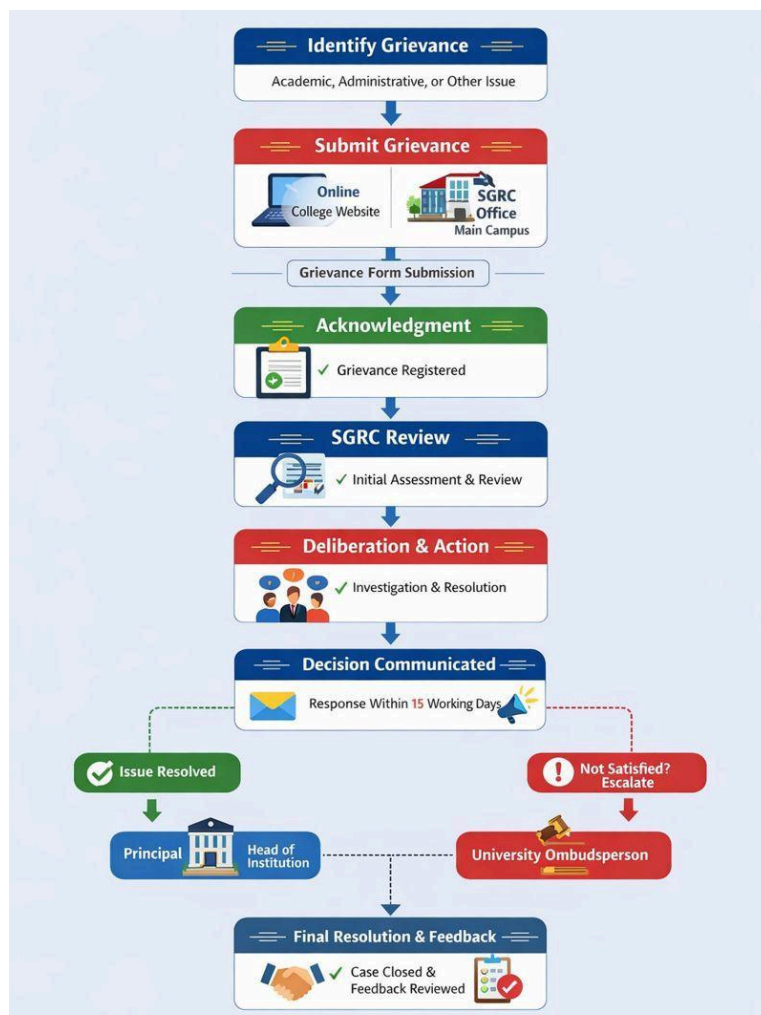 Identify Grievance
Academic, Administrative, or Other Issue
Submit Grievance
Online
College Website
SGRC
Office
Main Campus
Grievance Form Submission
Acknowledgment
Grievance Registered
SGRC Review
Initial Assessment & Review
Deliberation & Action
Investigation & Resolution
Decision Communicated
Response Within 15 Working Days
Issue Resolved
Not Satisfied?
Escalate
Principal
Head of
Institution
University Ombudsperson
Final Resolution & Feedback
Case Closed &
Feedback Reviewed